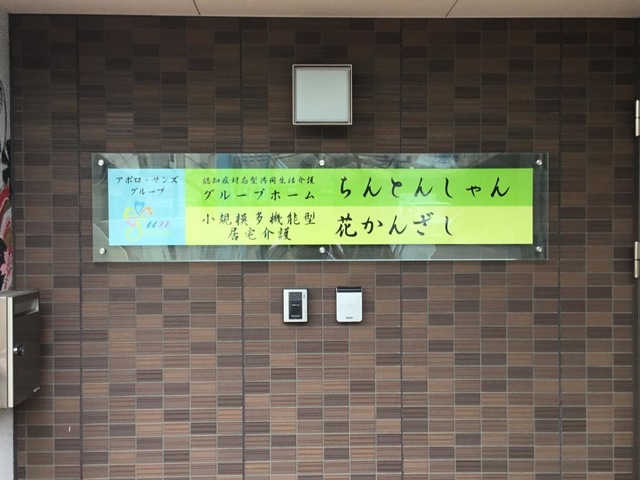 アポロ・サンズ
グループ
Sun
認知症対応型共同生活介護
グループホーム
ちんとんしゃん
小規模多機能型
居宅介護
花かんざし